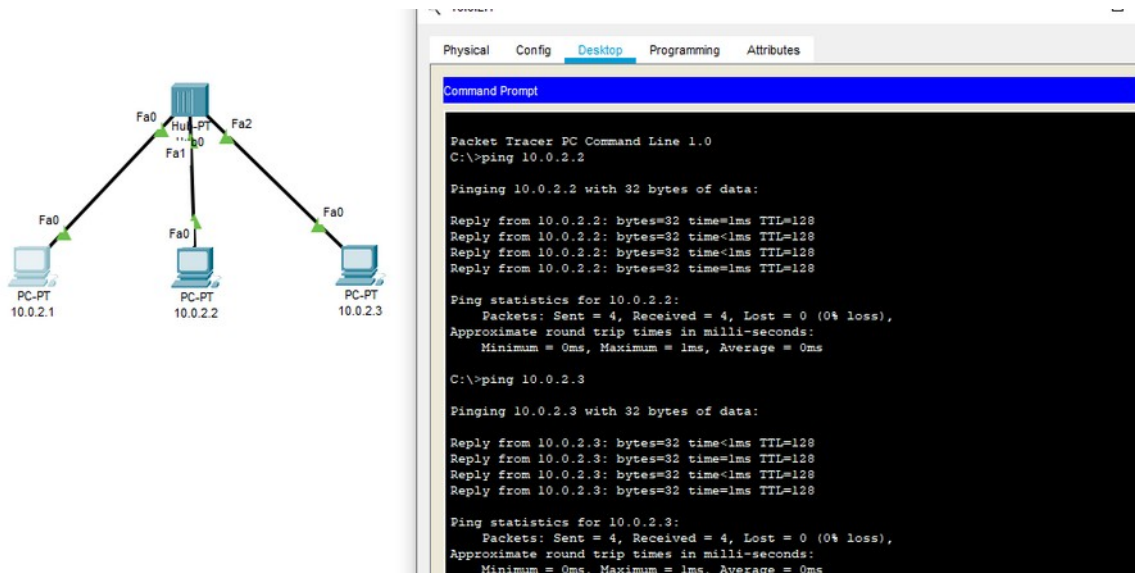 Physical Config Desktop Programming Attributes
Command Prompt
Fa0
Hub-PT
Fa2
Fa1
Fa0
Fa0
Fa0
PC-PT
10.0.2.1
PC-PT
10.0.2.2
PC-PT
10.0.2.3
Packet Tracer PC Command Line 1.0
C:\>ping 10.0.2.2
Pinging 10.0.2.2 with 32 bytes of data:
Reply from 10.0.2.2: bytes=32 time=1ms TTL=128
Reply from 10.0.2.2: bytes=32 time<1ms TTL=128
Reply from 10.0.2.2: bytes=32 time<1ms TTL=128
Reply from 10.0.2.2: bytes=32 time=1ms TTL=128
Ping statistics for 10.0.2.2:
Packets: Sent = 4, Received = 4, Lost = 0 (0% loss),
Approximate round trip times in milli-seconds:
Minimum = 0ms, Maximum = 1ms, Average = 0ms
C:\>ping 10.0.2.3
Pinging 10.0.2.3 with 32 bytes of data:
Reply from 10.0.2.3: bytes=32 time<1ms TTL=128
Reply from 10.0.2.3: bytes=32 time=1ms TTL=128
Reply from 10.0.2.3: bytes=32 time<1ms TTL=128
Reply from 10.0.2.3: bytes=32 time=1ms TTL=128
Ping statistics for 10.0.2.3:
Packets: Sent = 4, Received = 4, Lost = 0 (0% loss),
Approximate round trip times in milli-seconds:
Minimum = 0ms, Maximum = 1ms, Average = 0ms